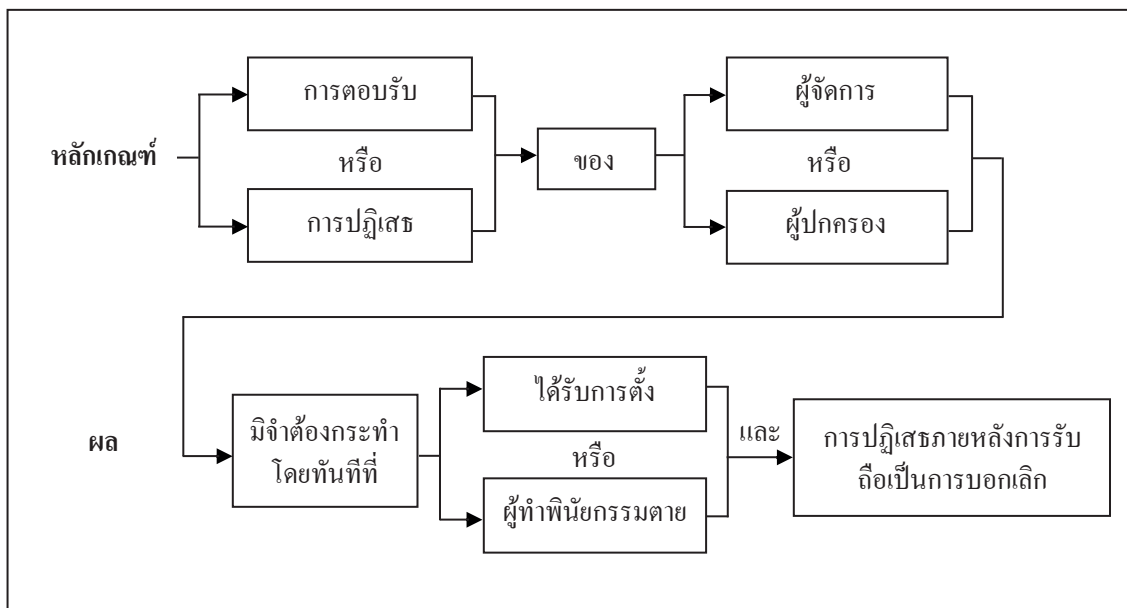 หลักเกณฑ์
การตอบรับ
หรือ
การปฏิเสธ
ของ
ผู้จัดการ
หรือ
ผู้ปกครอง
ผล
มิจำต้องกระทำ
โดยทันทีที่
ได้รับการตั้ง
หรือ
ผู้ทำพินัยกรรมตาย
และ
การปฏิเสธภายหลังการรับ
ถือเป็นการบอกเลิก